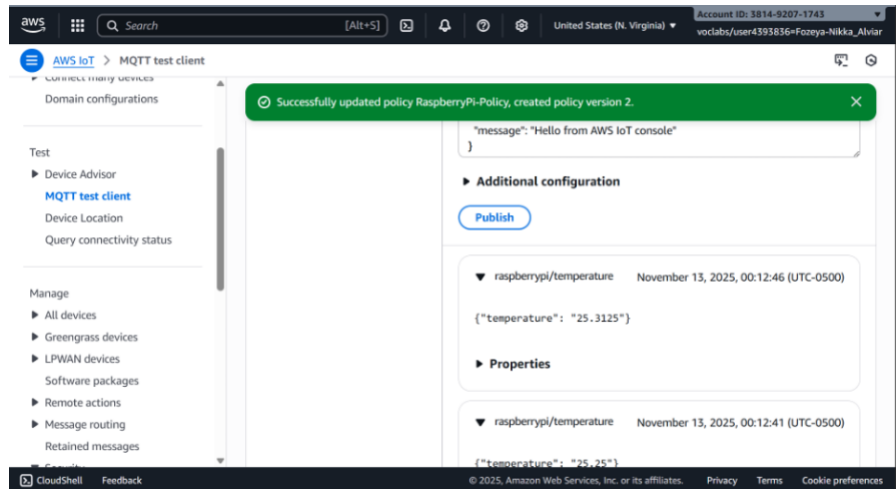 aws
Search
[Alt+S]
United States (N. Virginia)
Account ID: 3814-9207-1743
voclabs/user4393836=Fozeya-Nikka_Alviar
AWS IoT > MQTT test client
Connect many devices
Domain configurations
Test
Device Advisor
MQTT test client
Device Location
Query connectivity status
Manage
All devices
Greengrass devices
LPWAN devices
Software packages
Remote actions
Message routing
Retained messages
Security
Successfully updated policy RaspberryPi-Policy, created policy version 2.
"message": "Hello from AWS IoT console"
}
Additional configuration
Publish
raspberrypi/temperature November 13, 2025, 00:12:46 (UTC-0500)
{"temperature": "25.3125"}
Properties
raspberrypi/temperature November 13, 2025, 00:12:41 (UTC-0500)
{"temperature": "25.25"}
CloudShell Feedback © 2025, Amazon Web Services, Inc. or its affiliates. Privacy Terms Cookie preferences